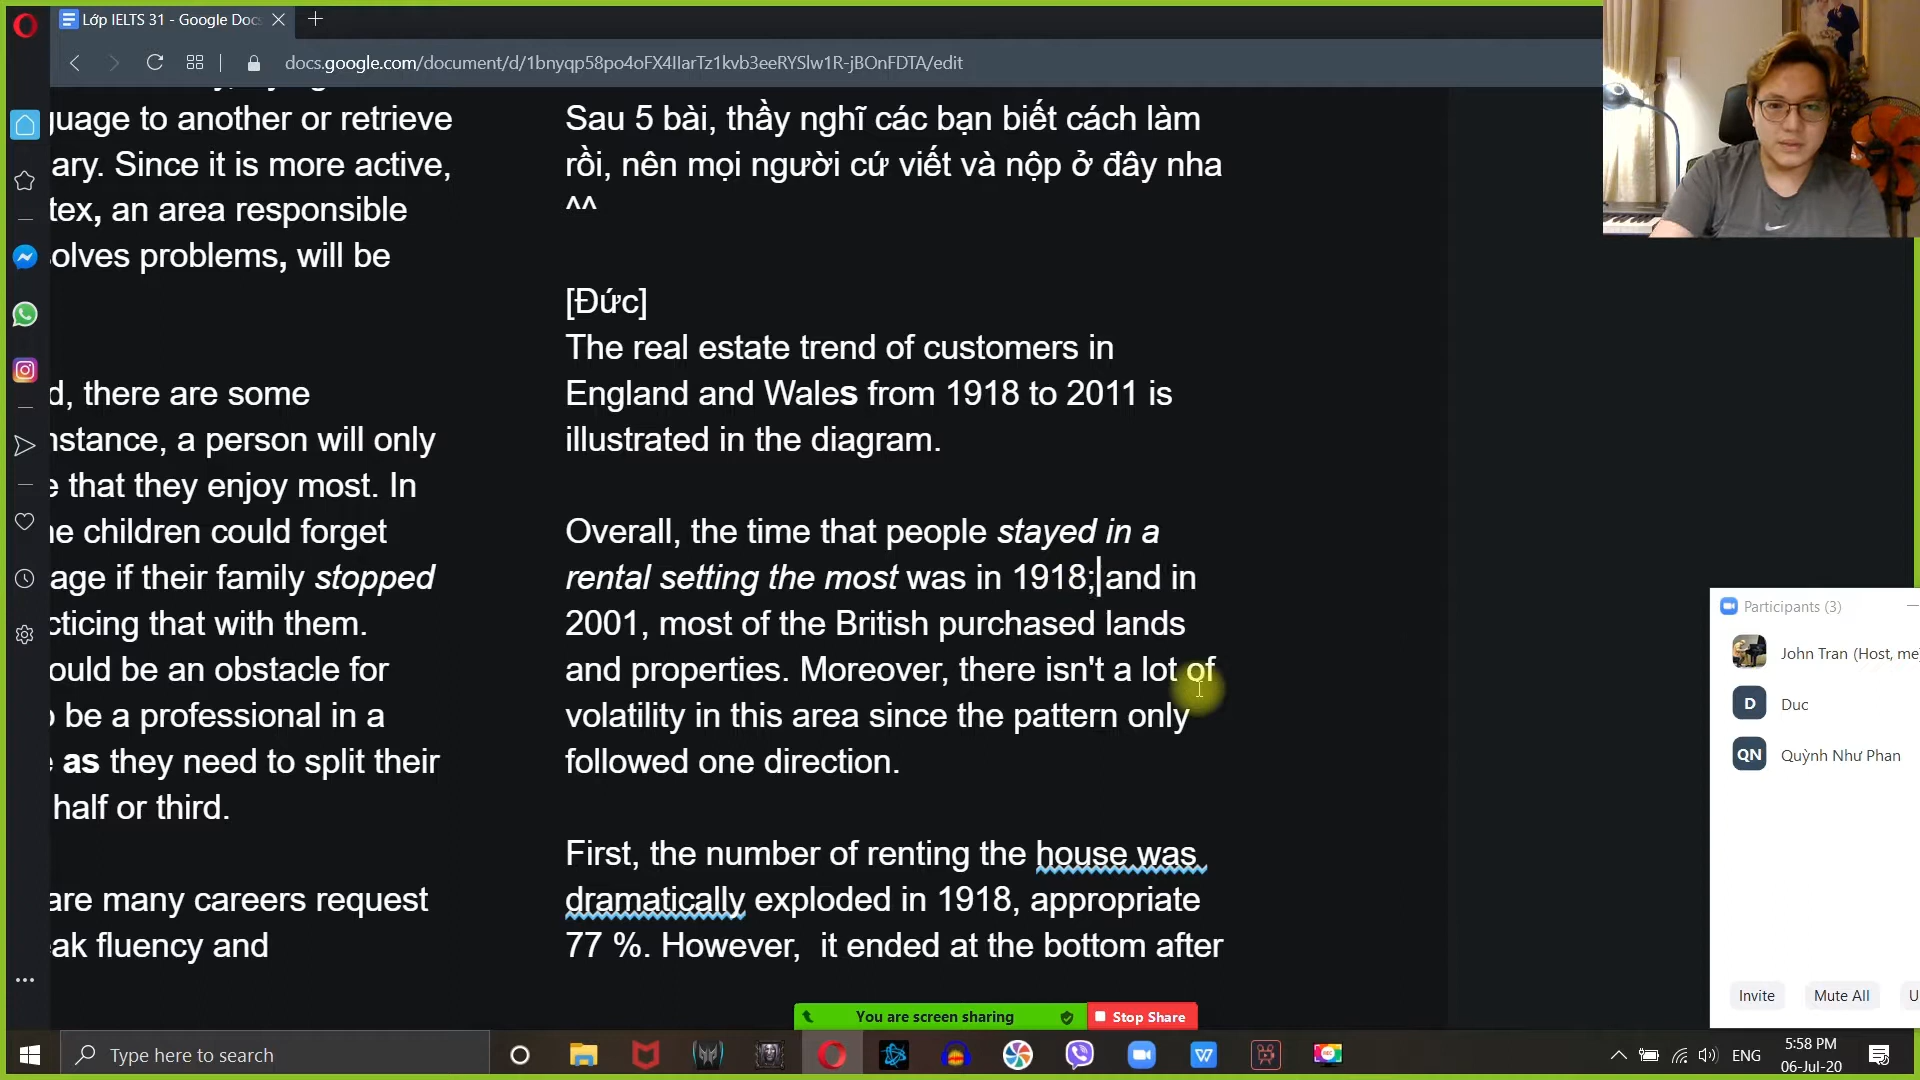 Lớp IELTS 31 - Google Doc
docs.google.com/document/d/1bnyqp58po4oFX4IlarTz1kvb3eeRYSlw1R-jBOnFDTA/edit
guage to another or retrieve
ary. Since it is more active,
tex, an area responsible
solves problems, will be
d, there are some
nstance, a person will only
e that they enjoy most. In
ne children could forget
age if their family stopped
cticing that with them.
ould be an obstacle for
o be a professional in a
e as they need to split their
half or third.
are many careers request
eak fluency and
Sau 5 bài, thầy nghĩ các bạn biết cách làm
rồi, nên mọi người cứ viết và nộp ở đây nha
^^
[Đức]
The real estate trend of customers in
England and Wales from 1918 to 2011 is
illustrated in the diagram.
Overall, the time that people stayed in a
rental setting the most was in 1918; and in
2001, most of the British purchased lands
and properties. Moreover, there isn't a lot of
volatility in this area since the pattern only
followed one direction.
First, the number of renting the house was
dramatically exploded in 1918, appropriate
77 %. However, it ended at the bottom after
Participants (3)
John Tran (Host, me)
D Duc
QN Quỳnh Như Phan
Invite Mute All U
You are screen sharing Stop Share
Type here to search
ENG
5:58 PM
06-Jul-20